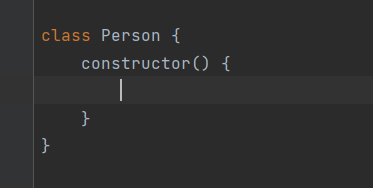 class Person {
    constructor() {
    }
}